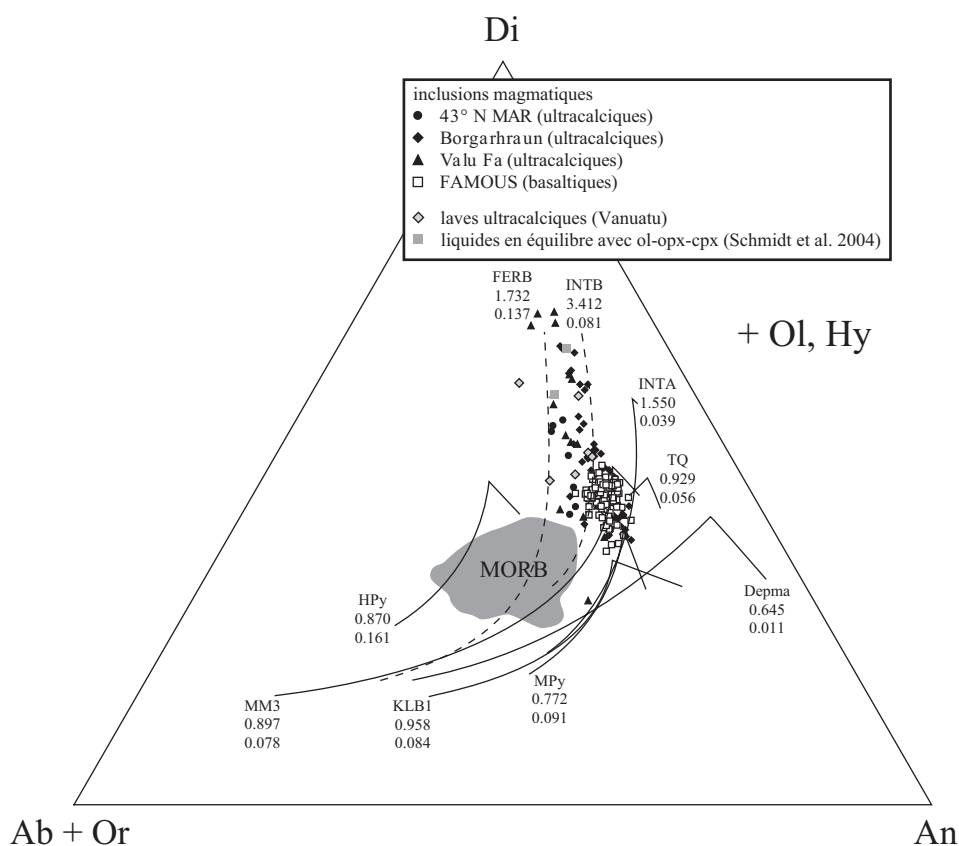 Di
inclusions magmatiques
43° N MAR (ultracalciques)
Borgarhraun (ultracalciques)
Valu Fa (ultracalciques)
FAMOUS (basaltiques)
laves ultracalciques (Vanuatu)
liquides en équilibre avec ol-opx-cpx (Schmidt et al. 2004)
FERB
1.732
0.137
INTB
3.412
0.081
+ Ol, Hy
INTA
1.550
0.039
TQ
0.929
0.056
MORB
HPy
0.870
0.161
Depma
0.645
0.011
MPy
0.772
0.091
MM3
0.897
0.078
KLB1
0.958
0.084
Ab + Or
An